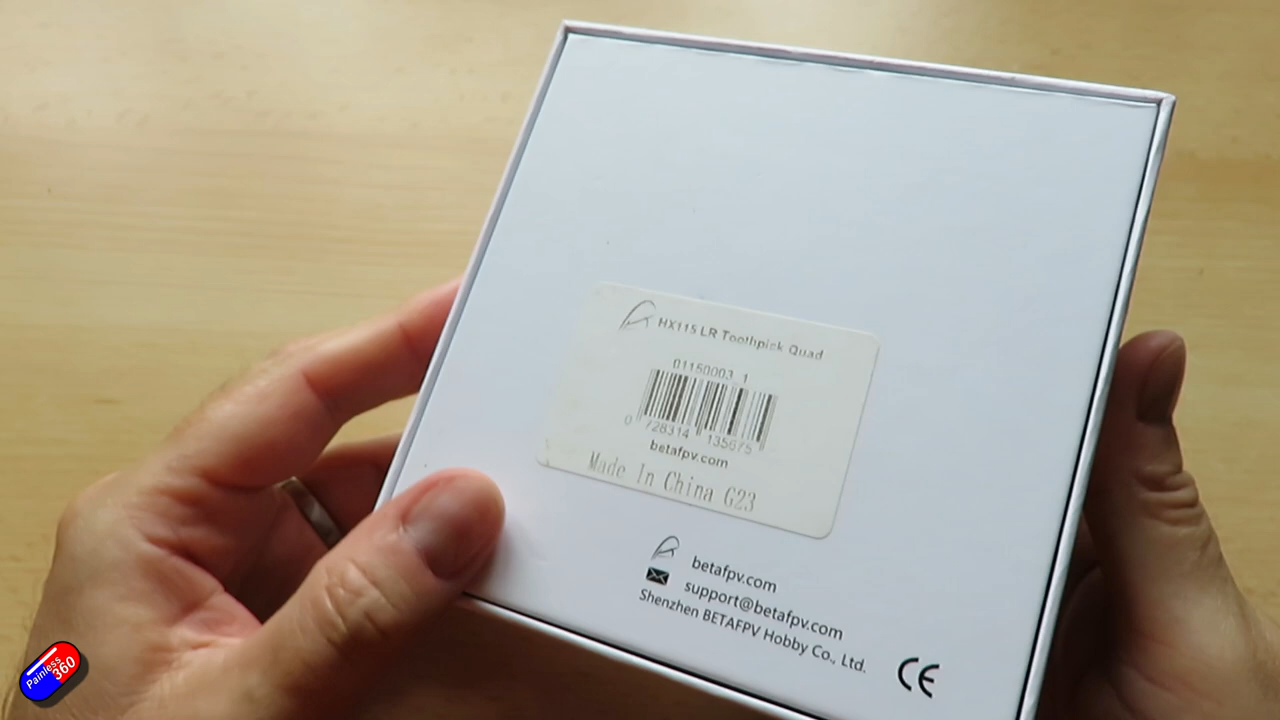 HX115 LR Toothpick Quad
01150003_1
0 728314 135675
betafpv.com
Made In China G23
betafpv.com
support@betafpv.com
Shenzhen BETAFPV Hobby Co., Ltd.
CE
Painless
360